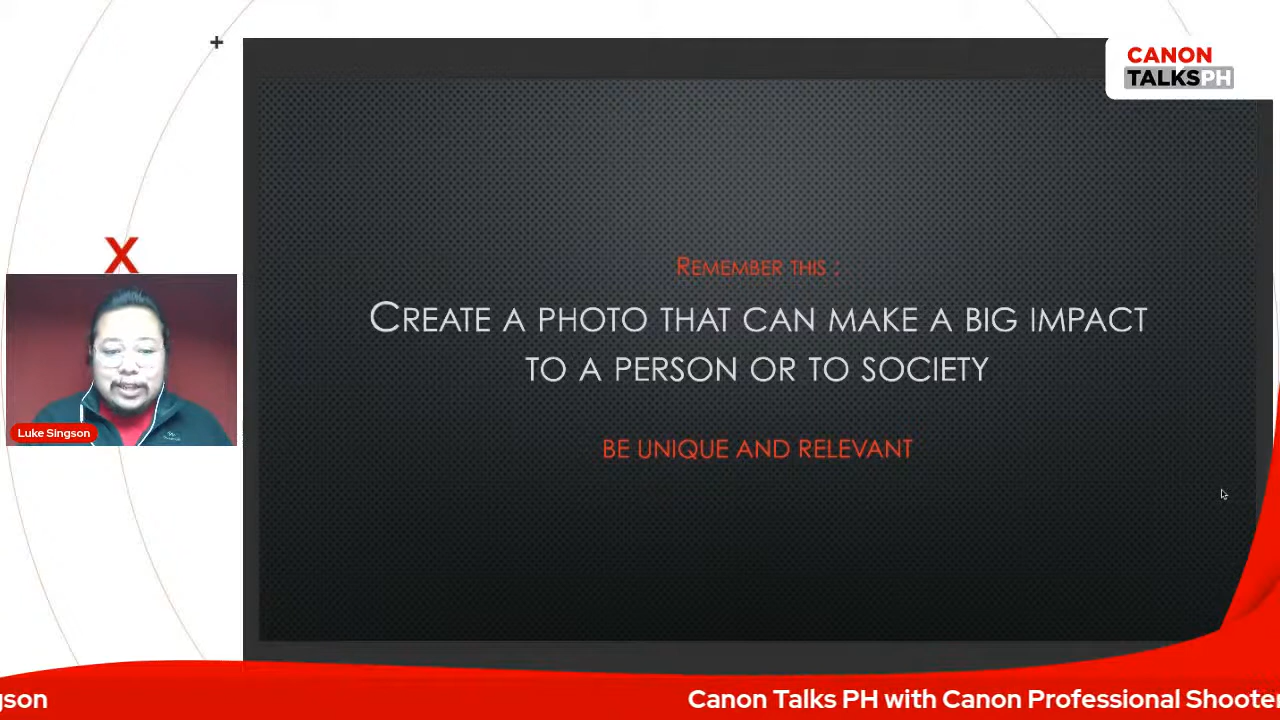 CANON
TALKSPH
REMEMBER THIS :
CREATE A PHOTO THAT CAN MAKE A BIG IMPACT
TO A PERSON OR TO SOCIETY
BE UNIQUE AND RELEVANT
X
Luke Singson
gson
Canon Talks PH with Canon Professional Shooter